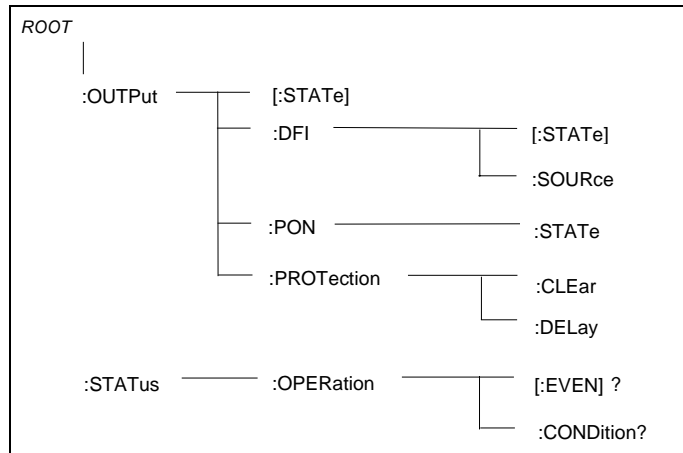 ROOT
:OUTPut [:STATe]
:DFI [:STATe]
:SOURce
:PON :STATe
:PROTection :CLEar
:DELay
:STATus :OPERation [:EVEN] ?
:CONDition?